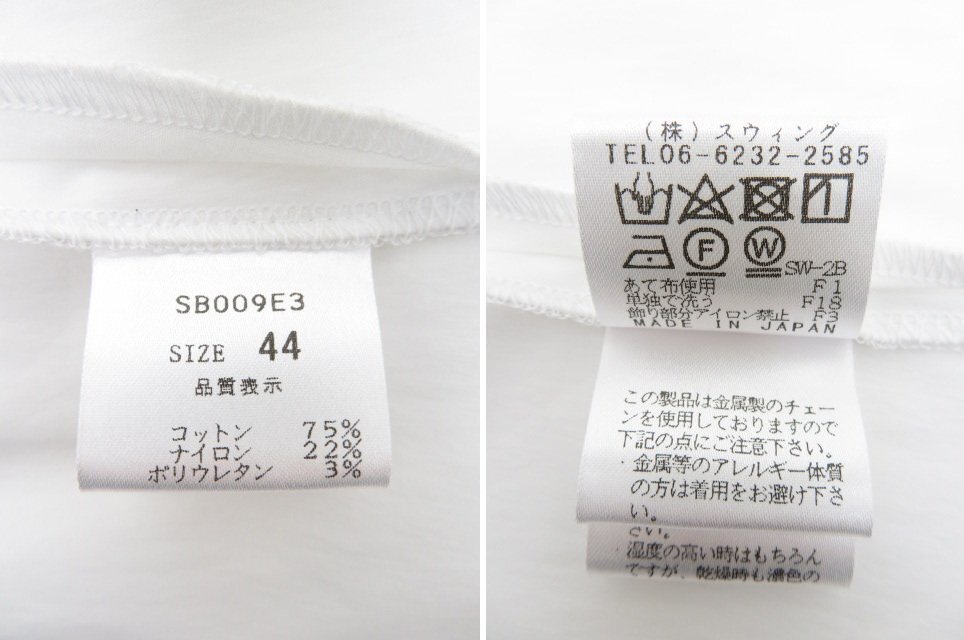 SB009E3
SIZE 44
品質表示
コットン 75%
ナイロン 22%
ポリウレタン 3%
(株)スウィング
TEL06-6232-2585
F W
SW-2B
あて布使用 F1
単独で洗う F18
飾り部分アイロン禁止 F3
MADE IN JAPAN
この製品は金属製のチェー
ンを使用しておりますので
下記の点にご注意下さい。
・金属等のアレルギー体質
の方は着用をお避け下さ
い。
・湿度の高い時はもちろん
ですが、乾燥時も濃色の